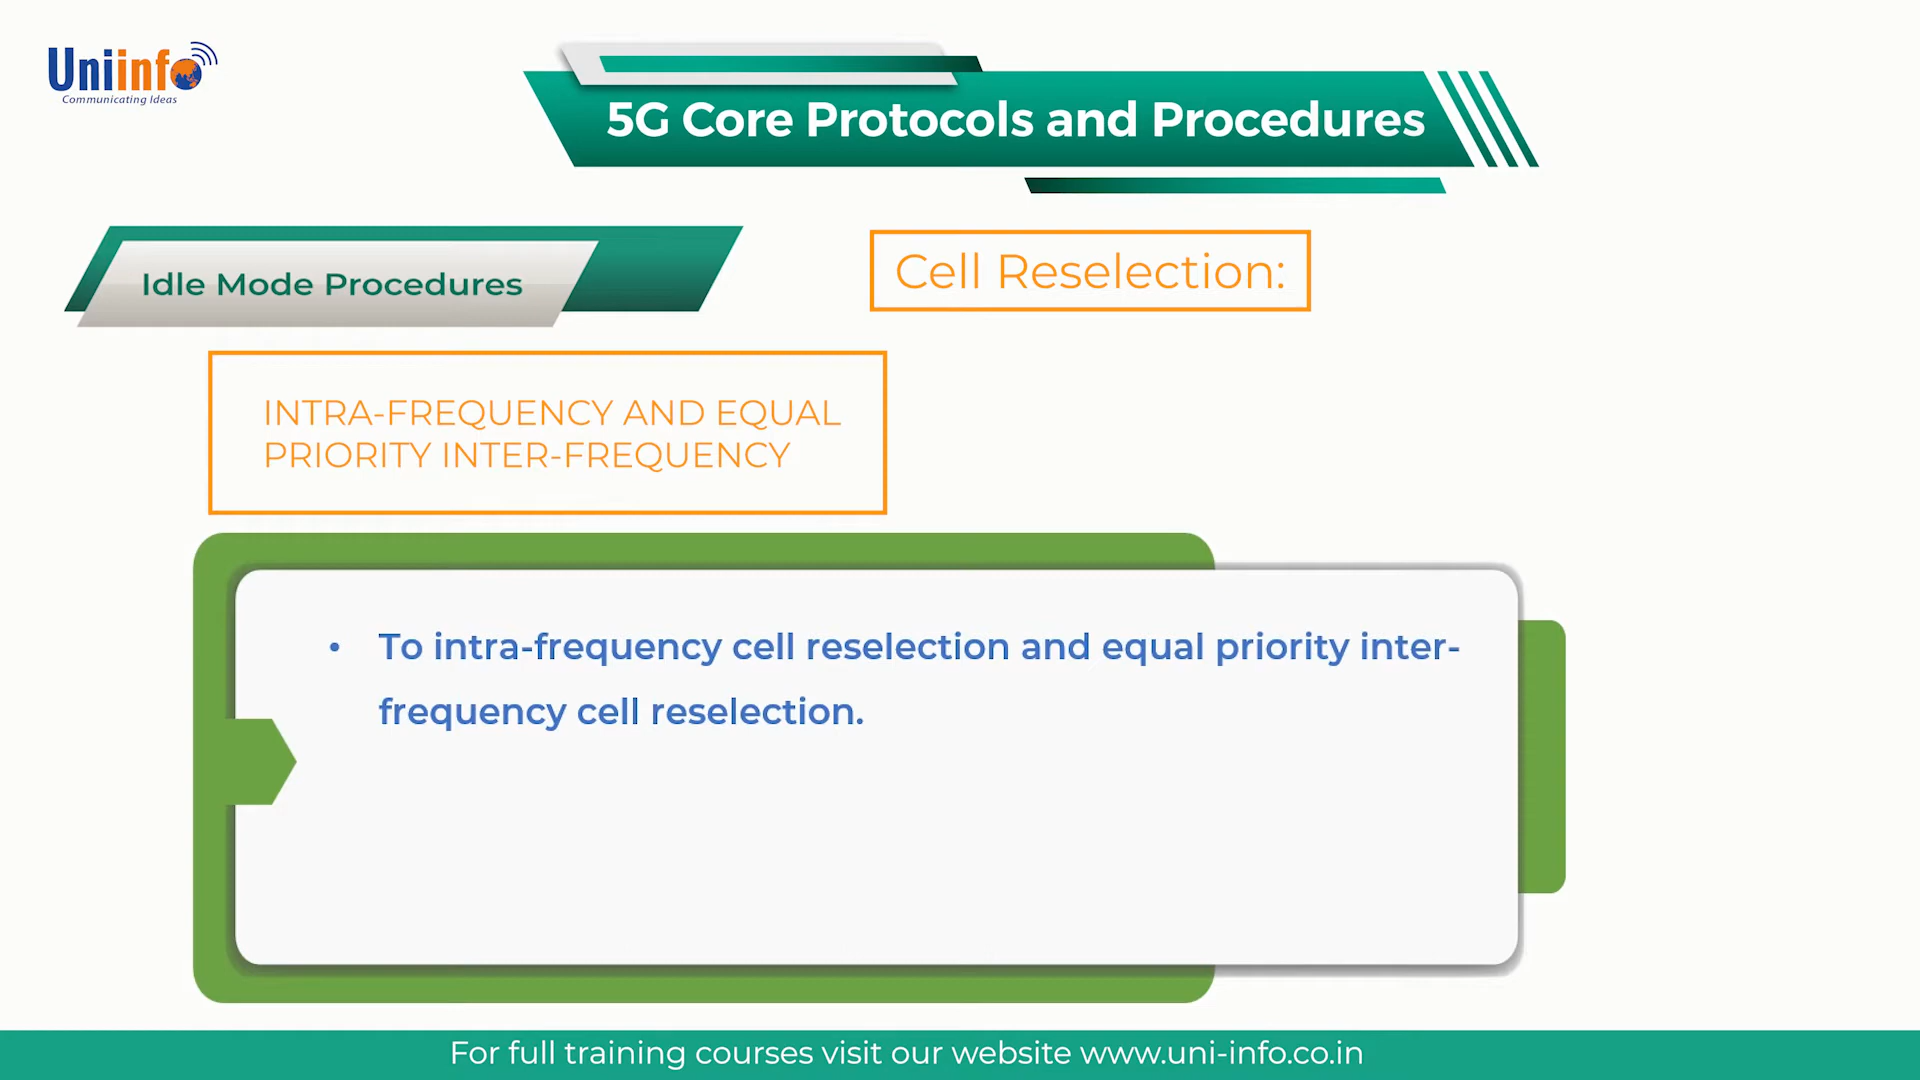 Uniinfo
Communicating Ideas
5G Core Protocols and Procedures
Idle Mode Procedures
Cell Reselection:
INTRA-FREQUENCY AND EQUAL
PRIORITY INTER-FREQUENCY
• To intra-frequency cell reselection and equal priority inter-
frequency cell reselection.
For full training courses visit our website www.uni-info.co.in